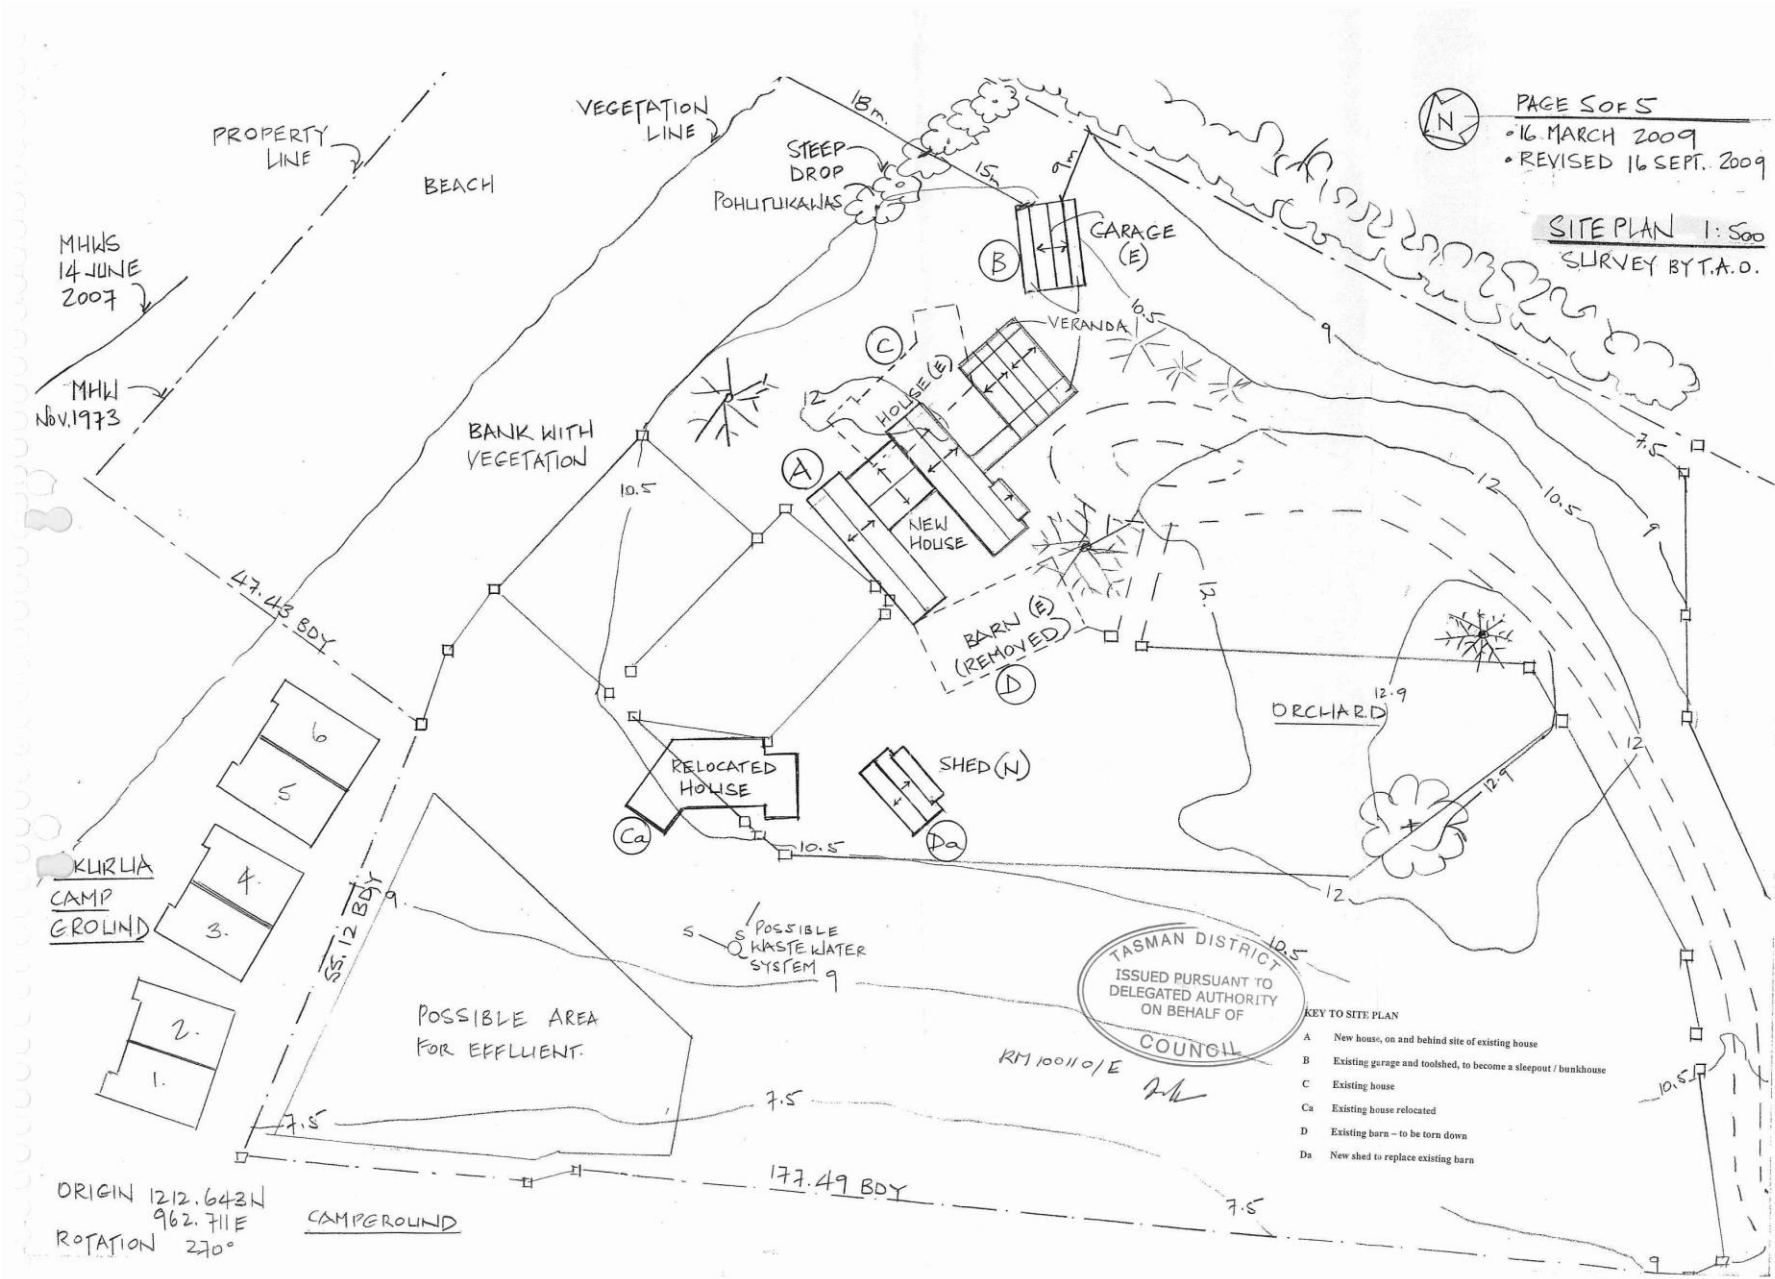 PAGE 5 OF 5
• 16 MARCH 2009
• REVISED 16 SEPT. 2009
SITE PLAN 1:500
SURVEY BY T.A.O.
N
PROPERTY
LINE
BEACH
VEGETATION
LINE
18m.
STEEP
DROP
POHUTUKAWAS
15m
9m
GARAGE
(E)
B
MHWS
14 JUNE
2007
MHW
NOV. 1973
VERANDA
10.5
9
C
HOUSE (E)
12
7.5
BANK WITH
VEGETATION
A
10.5
NEW
HOUSE
12
10.5
9
47.43 BDY
BARN (E)
(REMOVED)
D
12.
12.9
ORCHARD
12
6
5
4.
3.
2.
1.
RELOCATED
HOUSE
Ca
SHED (N)
Da
12.9
10.5
12
KURUA
CAMP
GROUND
55.12 BDY
9.
S
S
POSSIBLE
WASTE WATER
SYSTEM
9
10.5
TASMAN DISTRICT
ISSUED PURSUANT TO
DELEGATED AUTHORITY
ON BEHALF OF
COUNCIL
RM100110/E
POSSIBLE AREA
FOR EFFLUENT.
KEY TO SITE PLAN
A New house, on and behind site of existing house
B Existing garage and toolshed, to become a sleepout / bunkhouse
C Existing house
Ca Existing house relocated
D Existing barn – to be torn down
Da New shed to replace existing barn
10.5
7.5
7.5
177.49 BDY
7.5
9
ORIGIN 1212.643N
962.711E
ROTATION 270°
CAMPGROUND